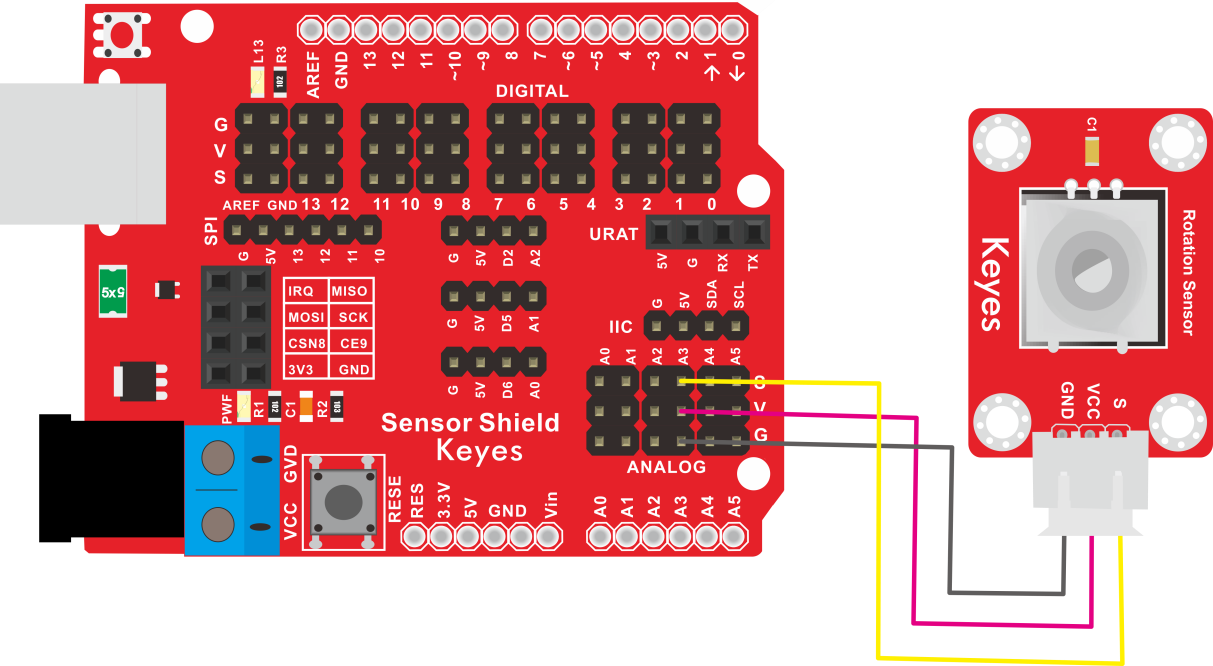 L13 R3
102
AREF GND 13 12 11 ~10 ~9 8 7 ~6 ~5 4 ~3 2 →1 ←0
DIGITAL
G
V
S
AREF GND 13 12 11 10 9 8 7 6 5 4 3 2 1 0
SPI
G 5V 13 12 11 10
G 5V D2 A2
URAT
5V G RX TX
5x5
IRQ MISO
MOSI SCK
CSN8 CE9
3V3 GND
G 5V D5 A1
IIC
G 5V SDA SCL
A0 A1 A2 A3 A4 A5
G 5V D6 A0
S
V
G
ANALOG
PWF R1 102 C1 R2 103
Sensor Shield
Keyes
GVD
VCC
RESE
RES 3.3V 5V GND Vin
A0 A1 A2 A3 A4 A5
C1
Keyes
Rotation Sensor
GND VCC S